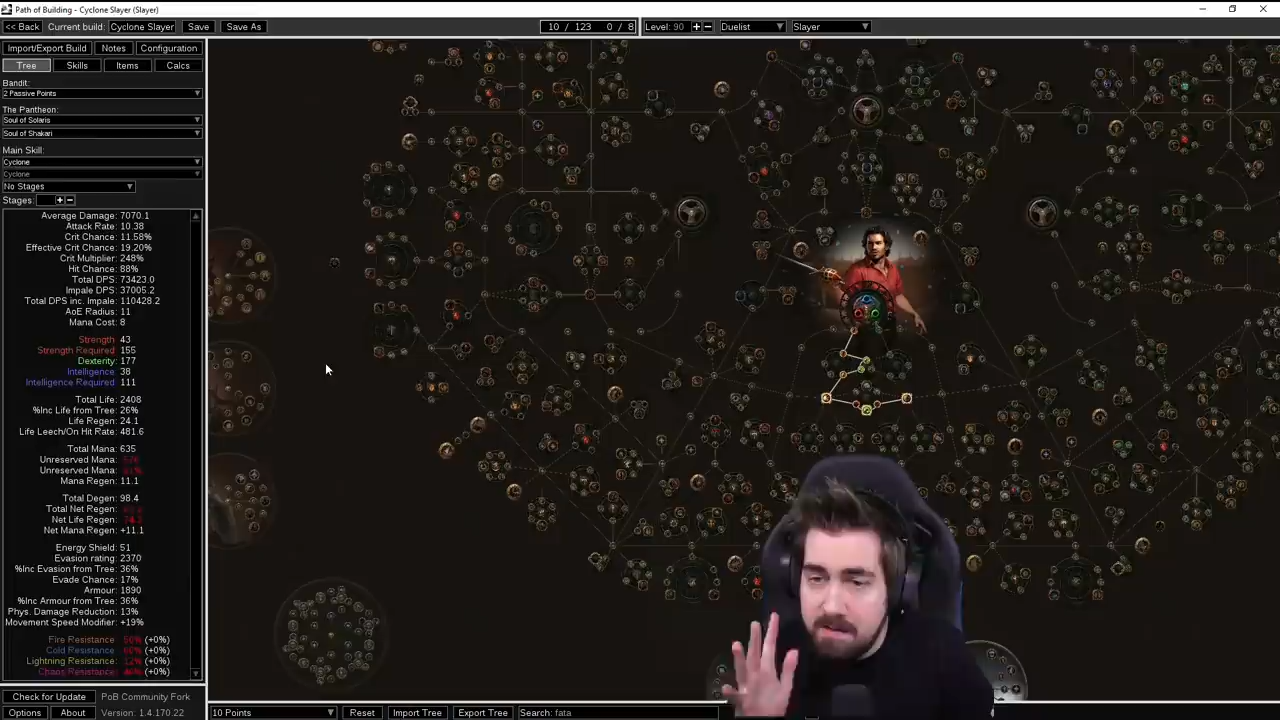 Path of Building - Cyclone Slayer (Slayer)
<< Back Current build: Cyclone Slayer Save Save As 10 / 123 0 / 8 Level: 90 Duelist Slayer
Import/Export Build Notes Configuration
Tree Skills Items Calcs
Bandit:
2 Passive Points
The Pantheon:
Soul of Solaris
Soul of Shakari
Main Skill:
Cyclone
Cyclone
No Stages
Stages:
Average Damage: 7070.1
Attack Rate: 10.38
Crit Chance: 11.58%
Effective Crit Chance: 19.20%
Crit Multiplier: 248%
Hit Chance: 88%
Total DPS: 73423.0
Impale DPS: 37005.2
Total DPS inc. Impale: 110428.2
AoE Radius: 11
Mana Cost: 8
Strength: 43
Strength Required: 155
Dexterity: 177
Intelligence: 38
Intelligence Required: 111
Total Life: 2408
%Inc Life from Tree: 26%
Life Regen: 24.1
Life Leech/On Hit Rate: 481.6
Total Mana: 635
Unreserved Mana:
Unreserved Mana:
Mana Regen: 11.1
Total Degen: 98.4
Total Net Regen:
Net Life Regen:
Net Mana Regen: +11.1
Energy Shield: 51
Evasion rating: 2370
%Inc Evasion from Tree: 36%
Evade Chance: 17%
Armour: 1890
%Inc Armour from Tree: 36%
Phys. Damage Reduction: 13%
Movement Speed Modifier: +19%
Fire Resistance: (+0%)
Cold Resistance: (+0%)
Lightning Resistance: (+0%)
Chaos Resistance: (+0%)
Check for Update PoB Community Fork
Options About Version: 1.4.170.22
10 Points Reset Import Tree Export Tree Search: fata